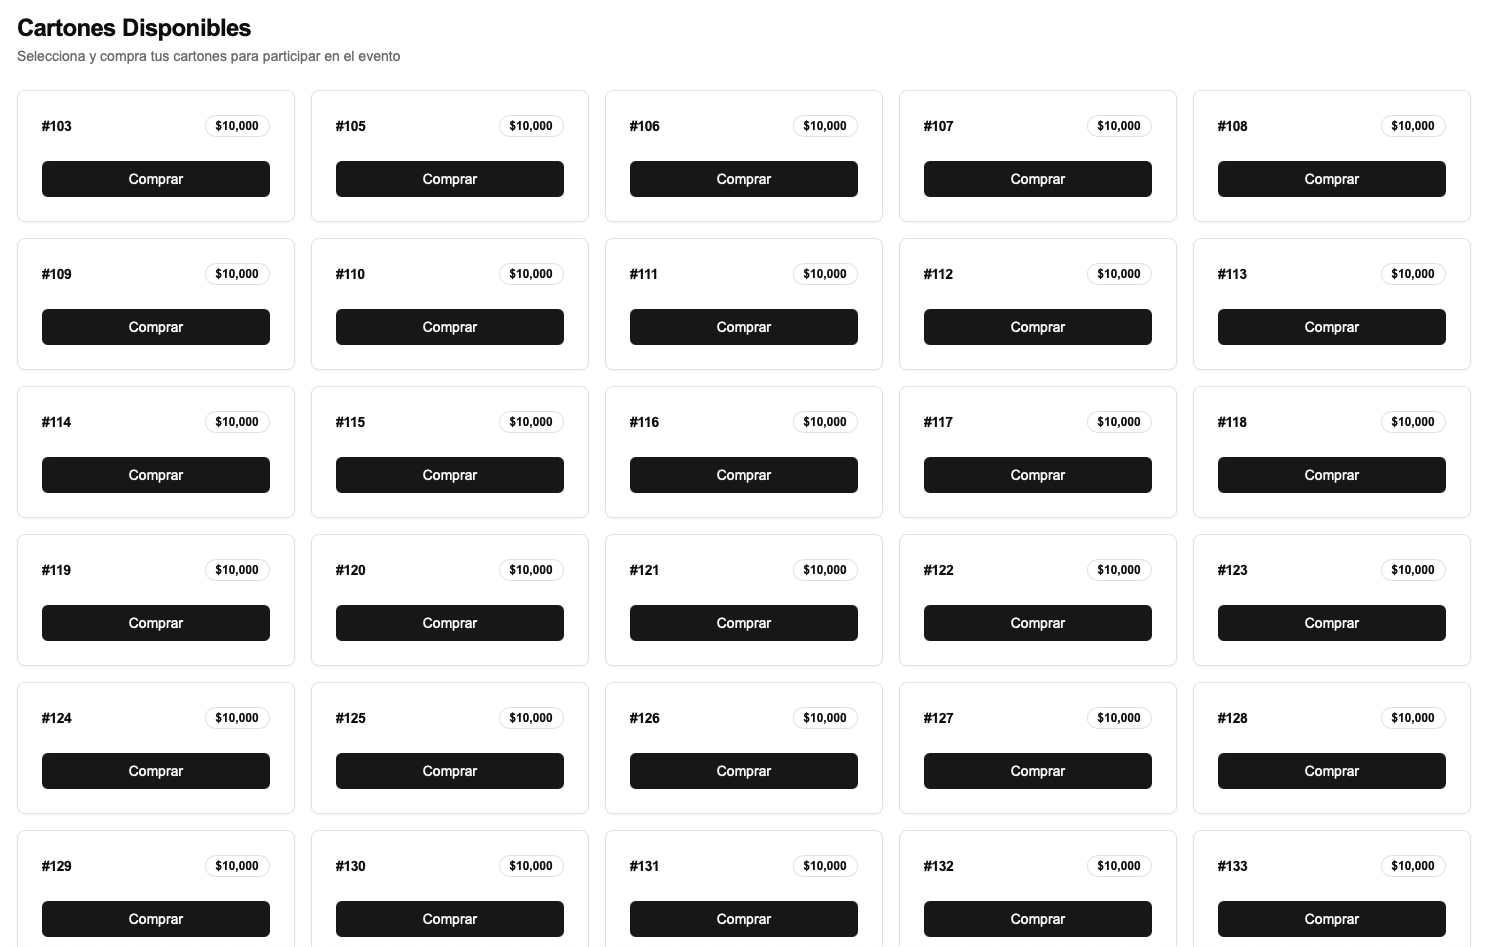 Cartones Disponibles
Selecciona y compra tus cartones para participar en el evento
#103 $10,000 #105 $10,000 #106 $10,000 #107 $10,000 #108 $10,000
Comprar Comprar Comprar Comprar Comprar
#109 $10,000 #110 $10,000 #111 $10,000 #112 $10,000 #113 $10,000
Comprar Comprar Comprar Comprar Comprar
#114 $10,000 #115 $10,000 #116 $10,000 #117 $10,000 #118 $10,000
Comprar Comprar Comprar Comprar Comprar
#119 $10,000 #120 $10,000 #121 $10,000 #122 $10,000 #123 $10,000
Comprar Comprar Comprar Comprar Comprar
#124 $10,000 #125 $10,000 #126 $10,000 #127 $10,000 #128 $10,000
Comprar Comprar Comprar Comprar Comprar
#129 $10,000 #130 $10,000 #131 $10,000 #132 $10,000 #133 $10,000
Comprar Comprar Comprar Comprar Comprar